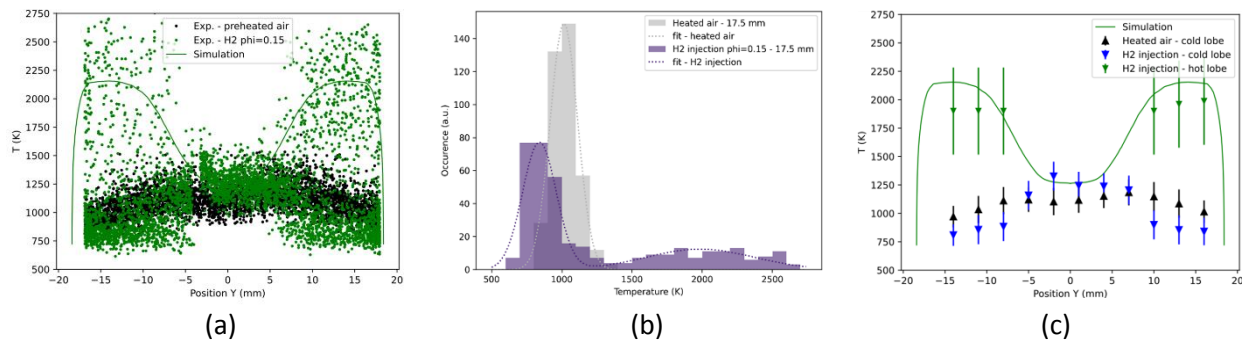 Exp. - preheated air
Exp. - H2 phi=0.15
Simulation
T (K)
2750
2500
2250
2000
1750
1500
1250
1000
750
500
−20 −15 −10 −5 0 5 10 15 20
Position Y (mm)
(a)
Heated air - 17.5 mm
fit - heated air
H2 injection phi=0.15 - 17.5 mm
fit - H2 injection
Occurence (a.u.)
140
120
100
80
60
40
20
0
500 1000 1500 2000 2500
Temperature (K)
(b)
Simulation
Heated air - cold lobe
H2 injection - cold lobe
H2 injection - hot lobe
T (K)
2750
2500
2250
2000
1750
1500
1250
1000
750
500
−20 −15 −10 −5 0 5 10 15 20
Position Y (mm)
(c)